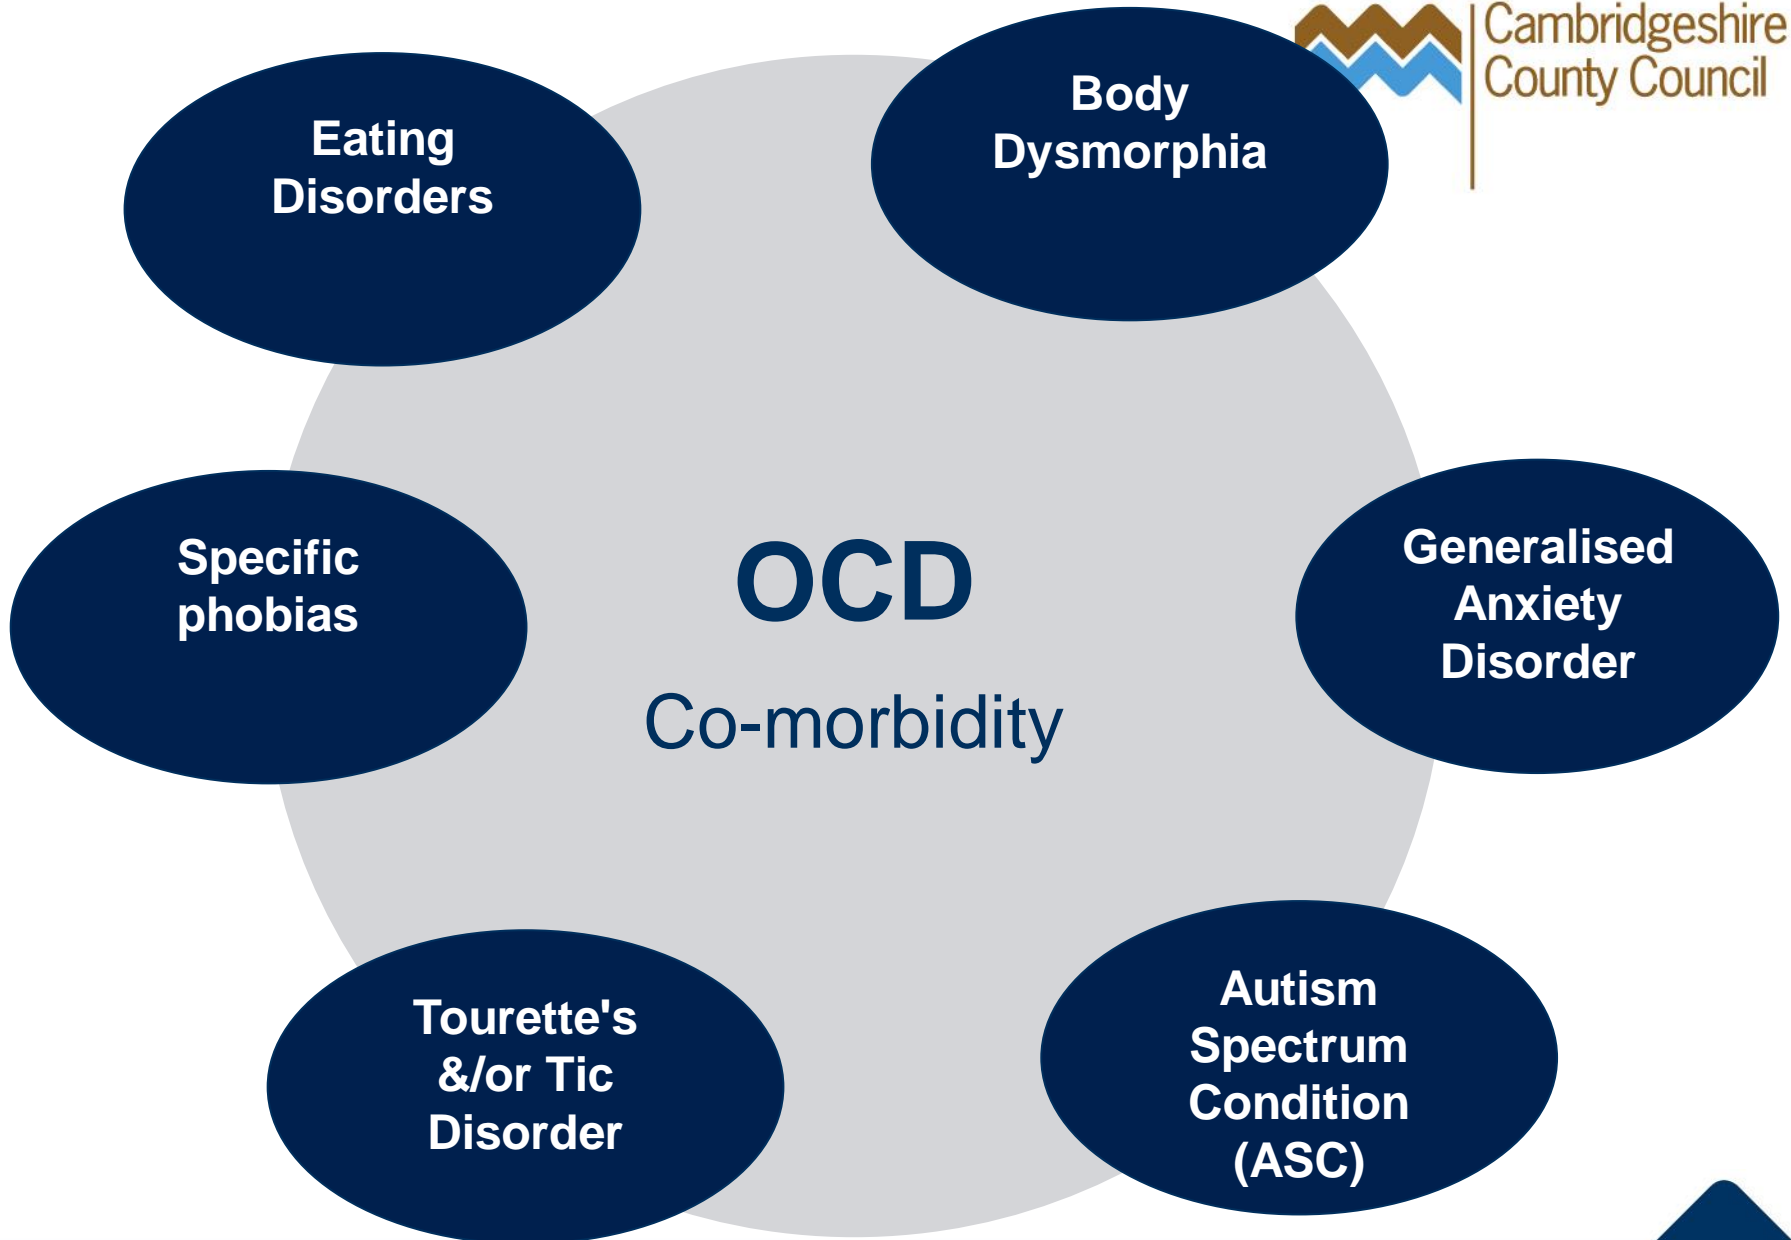 Cambridgeshire
County Council
Eating
Disorders
Body
Dysmorphia
Specific
phobias
OCD
Co-morbidity
Generalised
Anxiety
Disorder
Tourette's
&/or Tic
Disorder
Autism
Spectrum
Condition
(ASC)